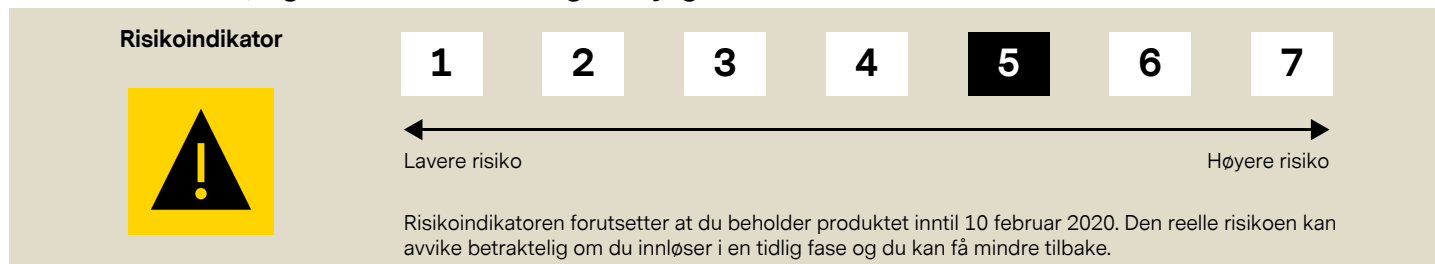 Risikoindikator
1 2 3 4 5 6 7
Lavere risiko Høyere risiko
Risikoindikatoren forutsetter at du beholder produktet inntil 10 februar 2020. Den reelle risikoen kan
avvike betraktelig om du innløser i en tidlig fase og du kan få mindre tilbake.